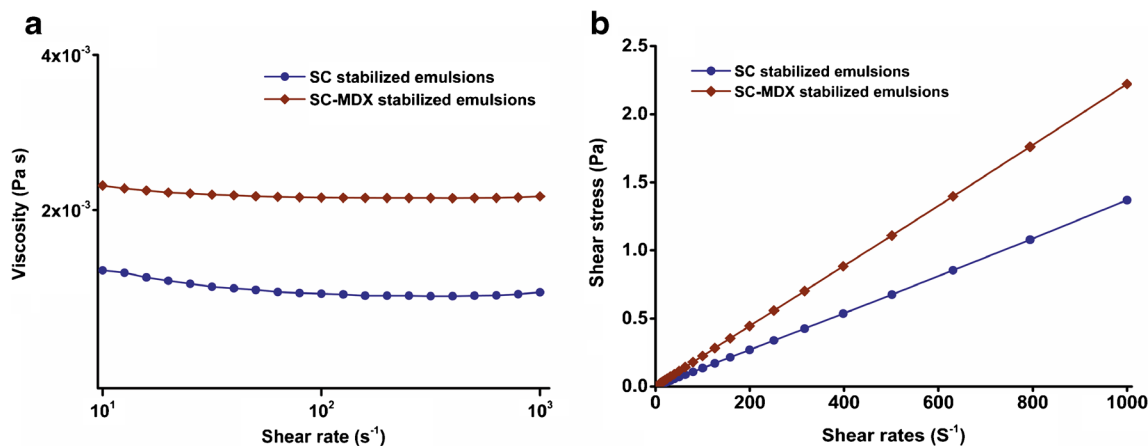 a
4x10⁻³
2x10⁻³
Viscosity (Pa s)
SC stabilized emulsions
SC-MDX stabilized emulsions
10¹
10²
10³
Shear rate (s⁻¹)
b
2.5
2.0
1.5
1.0
0.5
0.0
Shear stress (Pa)
SC stabilized emulsions
SC-MDX stabilized emulsions
0
200
400
600
800
1000
Shear rates (S⁻¹)